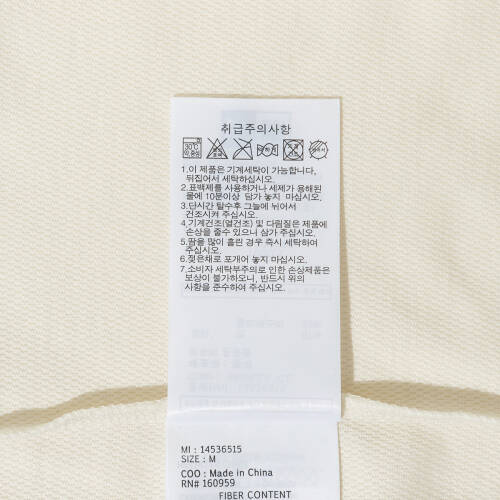 취급주의사항
30℃
약 중성
1.이 제품은 기계세탁이 가능합니다,
뒤집어서 세탁하십시오.
2.표백제를 사용하거나 세제가 용해된
물에 10분이상 담가 놓지 마십시오.
3.단시간 탈수후 그늘에 뉘어서
건조시켜 주십시오.
4.기계건조(열건조) 및 다림질은 제품에
손상을 줄수 있으니 삼가 주십시오.
5.땀을 많이 흘린 경우 즉시 세탁하여
주십시오.
6.젖은채로 포개어 놓지 마십시오.
7.소비자 세탁부주의로 인한 손상제품은
보상이 불가하오니, 반드시 위의
사항을 준수하여 주십시오.
MI : 14536515
SIZE : M
COO : Made in China
RN# 160959
FIBER CONTENT